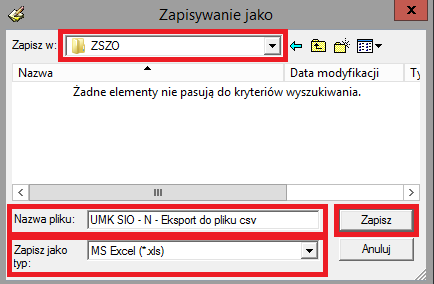 Zapisywanie jako
Zapisz w: ZSZO
Nazwa Data modyfikacji Ty
Żadne elementy nie pasują do kryteriów wyszukiwania.
Nazwa pliku: UMK SIO - N - Eksport do pliku csv Zapisz
Zapisz jako typ: MS Excel (*.xls) Anuluj